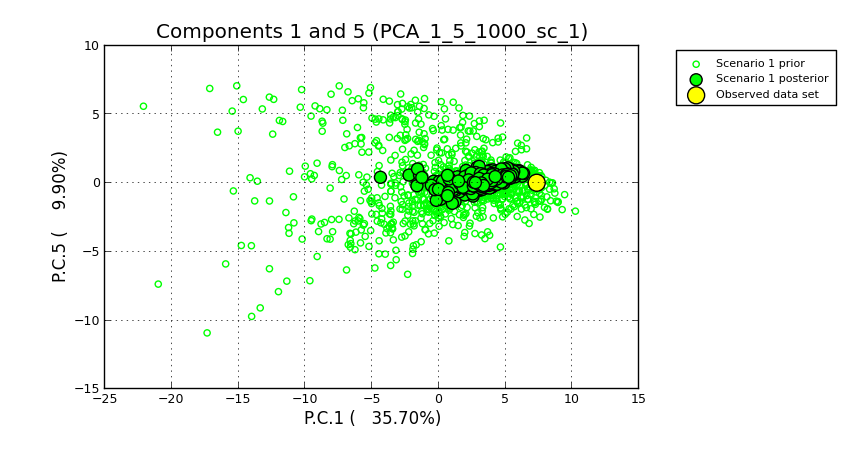 Components 1 and 5 (PCA_1_5_1000_sc_1)
Scenario 1 prior
Scenario 1 posterior
Observed data set
10
5
0
−5
−10
−15
P.C.5 (   9.90%)
−25 −20 −15 −10 −5 0 5 10 15
P.C.1 (   35.70%)